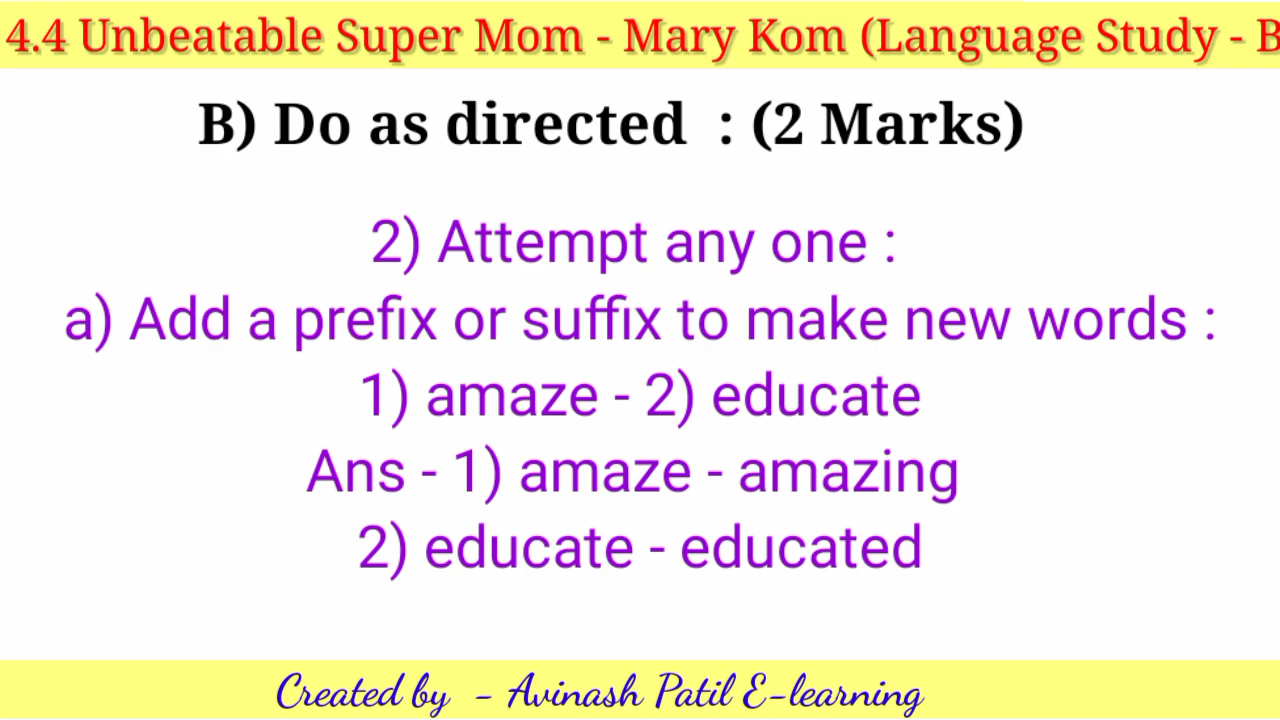 4.4 Unbeatable Super Mom - Mary Kom (Language Study - B
B) Do as directed : (2 Marks)
2) Attempt any one :
a) Add a prefix or suffix to make new words :
1) amaze - 2) educate
Ans - 1) amaze - amazing
2) educate - educated
Created by - Avinash Patil E-learning